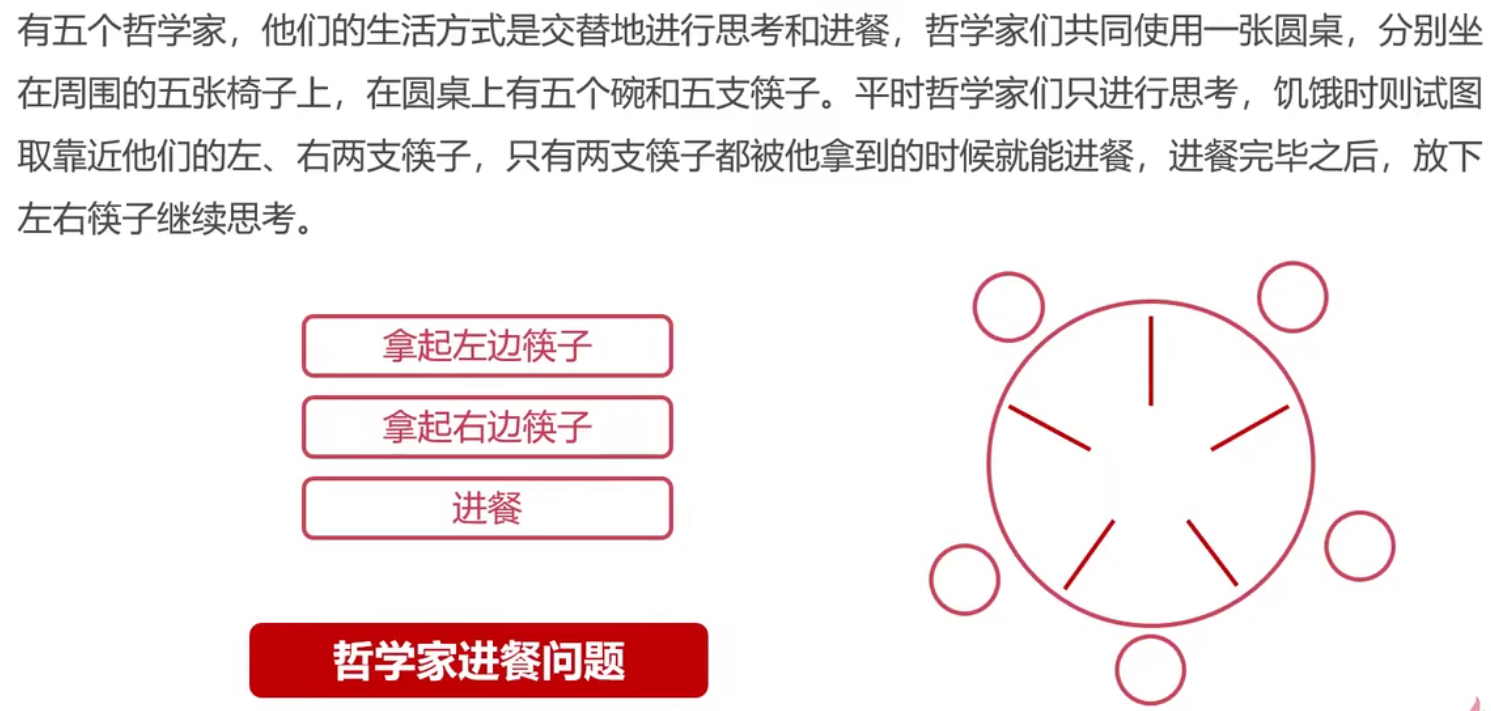 有五个哲学家，他们的生活方式是交替地进行思考和进餐，哲学家们共同使用一张圆桌，分别坐
在周围的五张椅子上，在圆桌上有五个碗和五支筷子。平时哲学家们只进行思考，饥饿时则试图
取靠近他们的左、右两支筷子，只有两支筷子都被他拿到的时候就能进餐，进餐完毕之后，放下
左右筷子继续思考。
拿起左边筷子
拿起右边筷子
进餐
哲学家进餐问题